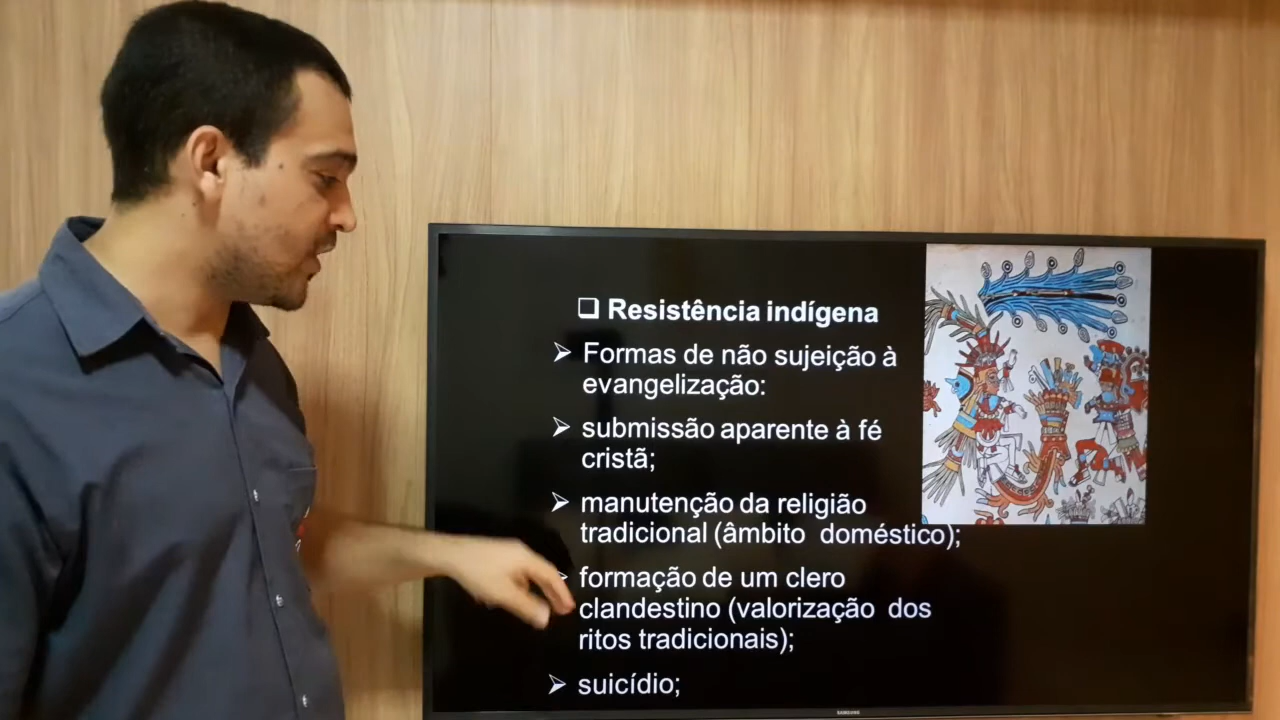 Resistência indígena
Formas de não sujeição à
evangelização:
submissão aparente à fé
cristã;
manutenção da religião
tradicional (âmbito doméstico);
formação de um clero
clandestino (valorização dos
ritos tradicionais);
suicídio;
SAMSUNG